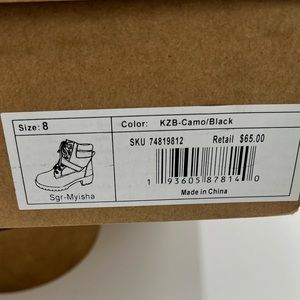 Size: 8
Color: KZB-Camo/Black
SKU 74819812 Retail $65.00
1 93605 87814 0
Made in China
Sgr-Myisha